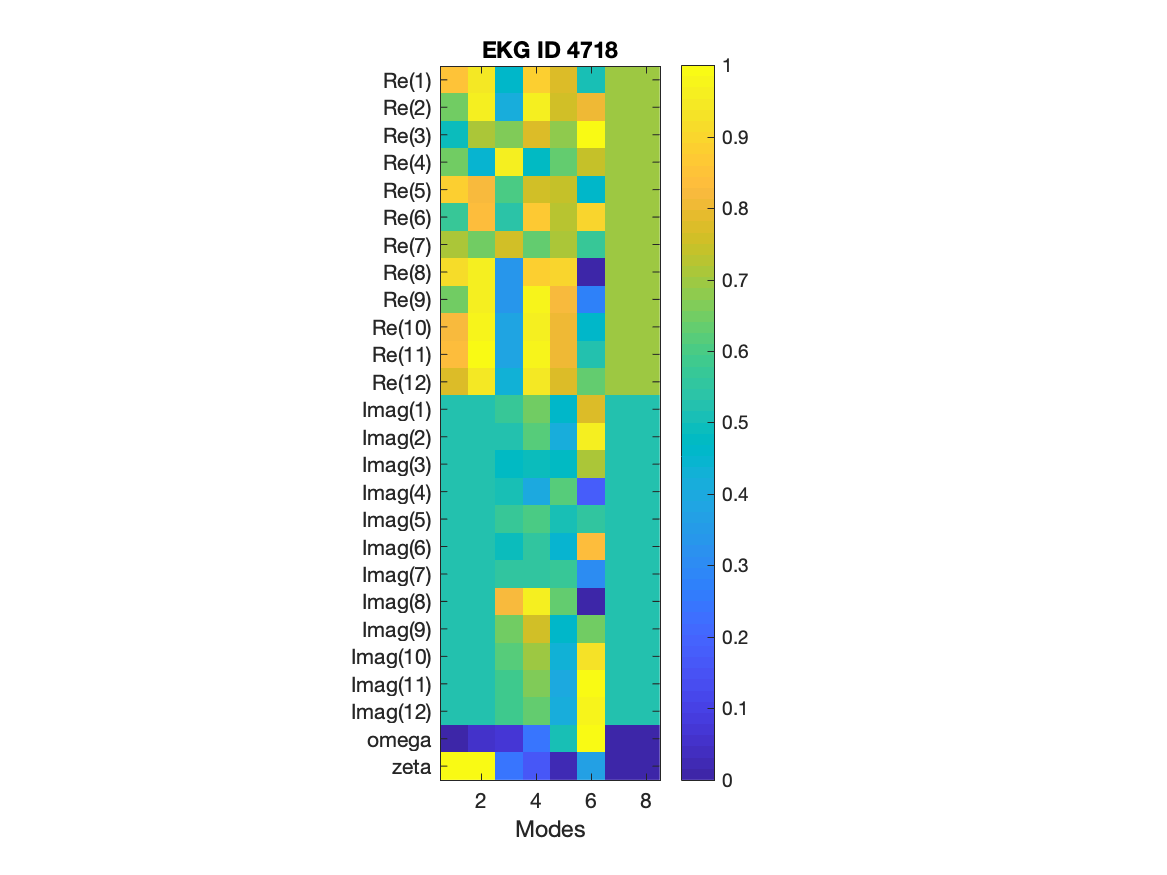 EKG ID 4718
Re(1)
Re(2)
Re(3)
Re(4)
Re(5)
Re(6)
Re(7)
Re(8)
Re(9)
Re(10)
Re(11)
Re(12)
Imag(1)
Imag(2)
Imag(3)
Imag(4)
Imag(5)
Imag(6)
Imag(7)
Imag(8)
Imag(9)
Imag(10)
Imag(11)
Imag(12)
omega
zeta
2 4 6 8
Modes
1
0.9
0.8
0.7
0.6
0.5
0.4
0.3
0.2
0.1
0